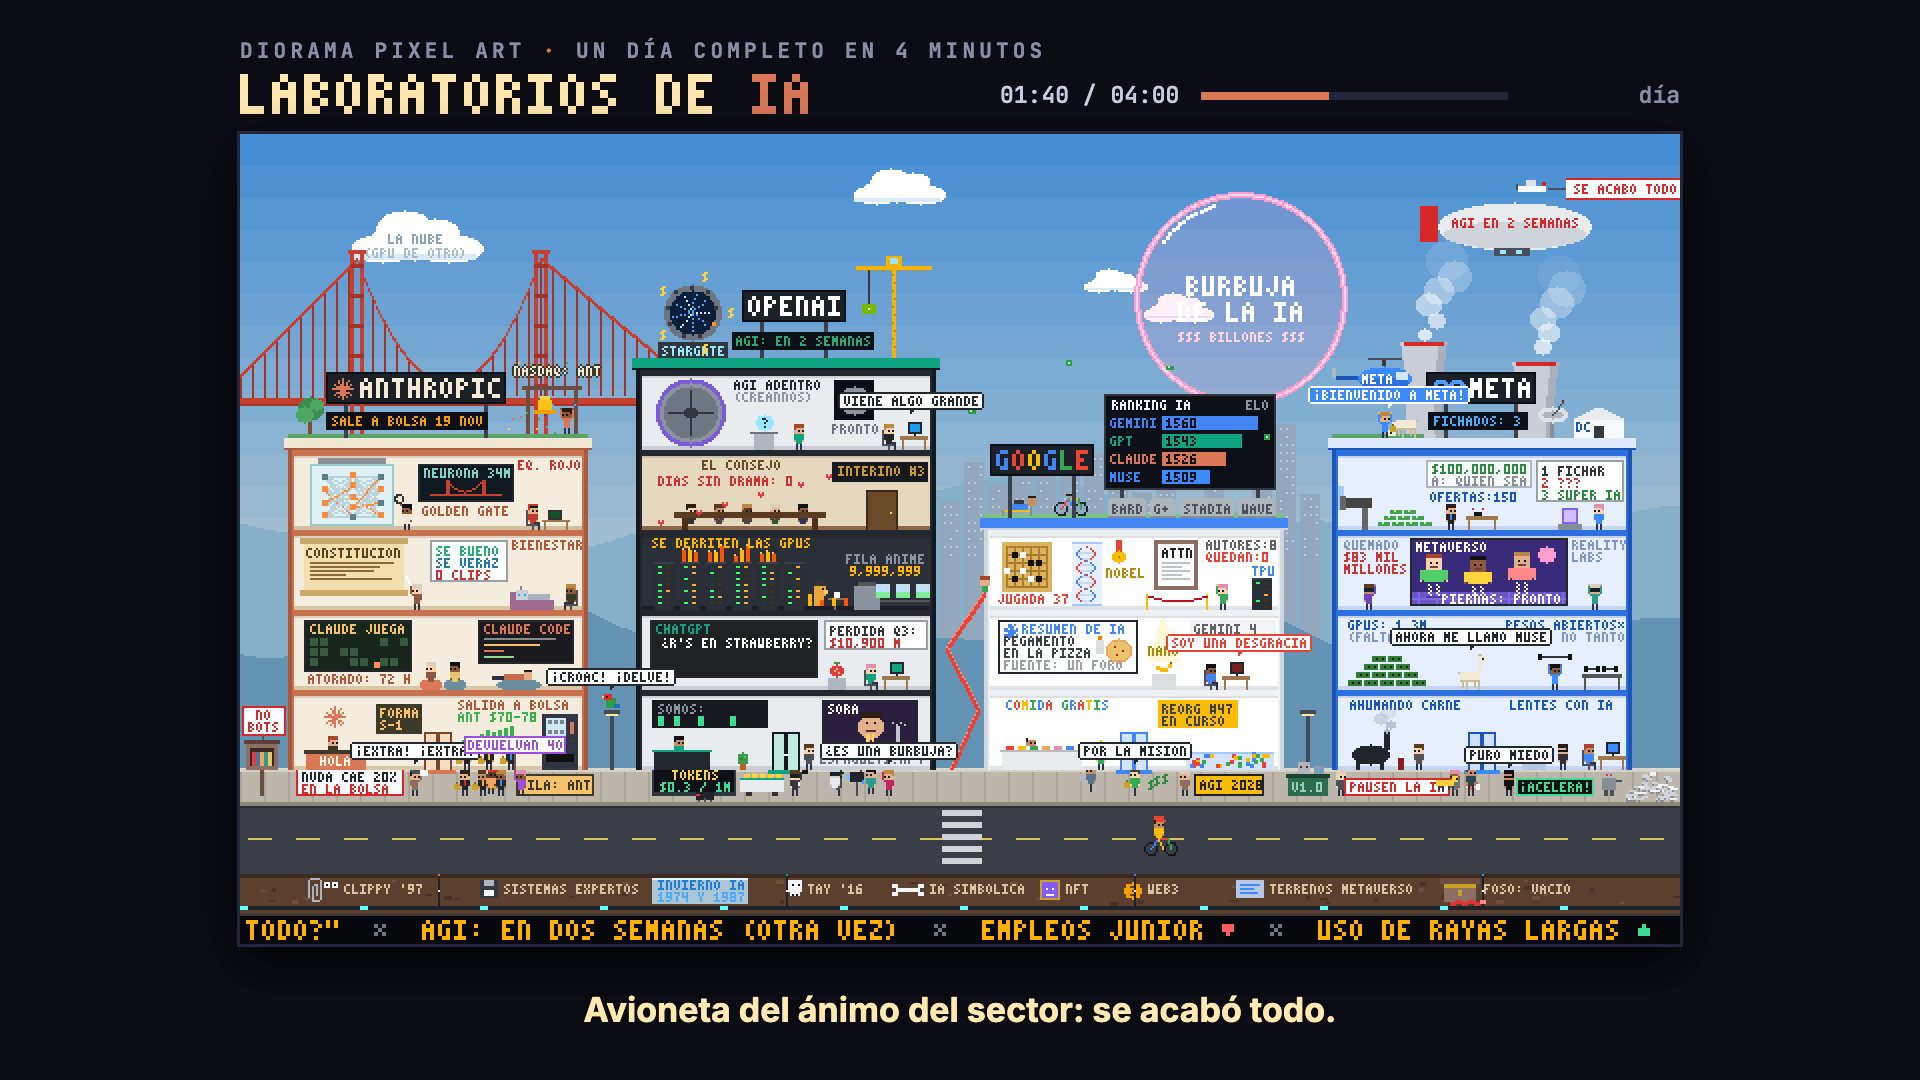 DIORAMA PIXEL ART · UN DÍA COMPLETO EN 4 MINUTOS
LABORATORIOS DE IA
01:40 / 04:00
día
SE ACABO TODO
AGI EN 2 SEMANAS
LA NUBE
(GPU DE OTRO)
BURBUJA
DE LA IA
$$$ BILLONES $$$
OPENAI
AGI: EN 2 SEMANAS
STARGATE
NASDAQ: ANT
ANTHROPIC
SALE A BOLSA 19 NOV
META
¡BIENVENIDO A META!
META
FICHADOS: 3
DC
RANKING IA ELO
GEMINI 1560
GPT 1543
CLAUDE 1526
MUSE 1509
BARD G+ STADIA WAVE
GOOGLE
NEURONA 34M
EQ. ROJO
GOLDEN GATE
CONSTITUCION
SE BUENO
SE VERAZ
0 CLIPS
BIENESTAR
CLAUDE JUEGA
ATORADO: 72 H
CLAUDE CODE
FORMA
S-1
SALIDA A BOLSA
ANT $70-78
HOLA
¡EXTRA! ¡EXTRA
DEVUELVAN 4O
NO
BOTS
NVDA CAE 20%
EN LA BOLSA
ILA: ANT
AGI ADENTRO
(CREANNOS)
VIENE ALGO GRANDE
PRONTO
EL CONSEJO
DIAS SIN DRAMA: 0
INTERINO #3
SE DERRITEN LAS GPUS
FILA ANIME
9,999,999
CHATGPT
¿R'S EN STRAWBERRY?
PERDIDA Q3:
$10,900 M
¡CROAC! ¡DELVE!
SOMOS:
SORA
¿ES UNA BURBUJA?
TOKENS
$0.3 / 1M
JUGADA 37
NOBEL
ATTN
AUTORES:8
QUEDAN:0
TPU
RESUMEN DE IA
PEGAMENTO
EN LA PIZZA
FUENTE: UN FORO
GEMINI 4
SOY UNA DESGRACIA
COMIDA GRATIS
REORG #47
EN CURSO
POR LA MISION
AGI 2028
$100,000,000
A: QUIEN SEA
OFERTAS:150
1 FICHAR
2 ???
3 SUPER IA
QUEMADO
$83 MIL
MILLONES
METAVERSO
PIERNAS: PRONTO
REALITY
LABS
GPUS: 1.3M
PESOS ABIERTOS*
AHORA ME LLAMO MUSE
NO TANTO
AHUMANDO CARNE
LENTES CON IA
PURO MIEDO
V1.0
PAUSEN LA IA
¡ACELERA!
CLIPPY '97
SISTEMAS EXPERTOS
INVIERNO IA
1974 Y 1987
TAY '16
IA SIMBOLICA
NFT
WEB3
TERRENOS METAVERSO
FOSO: VACIO
TODO?" × AGI: EN DOS SEMANAS (OTRA VEZ) × EMPLEOS JUNIOR × USO DE RAYAS LARGAS
Avioneta del ánimo del sector: se acabó todo.